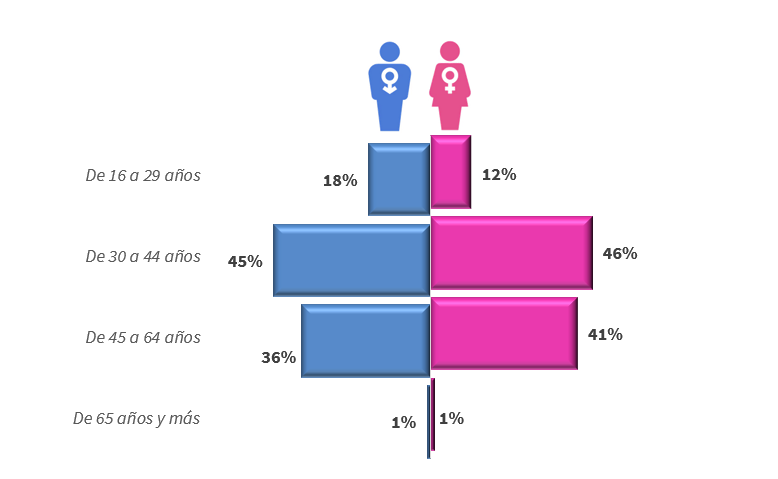 De 16 a 29 años
18%
12%
De 30 a 44 años
45%
46%
De 45 a 64 años
36%
41%
De 65 años y más
1%
1%